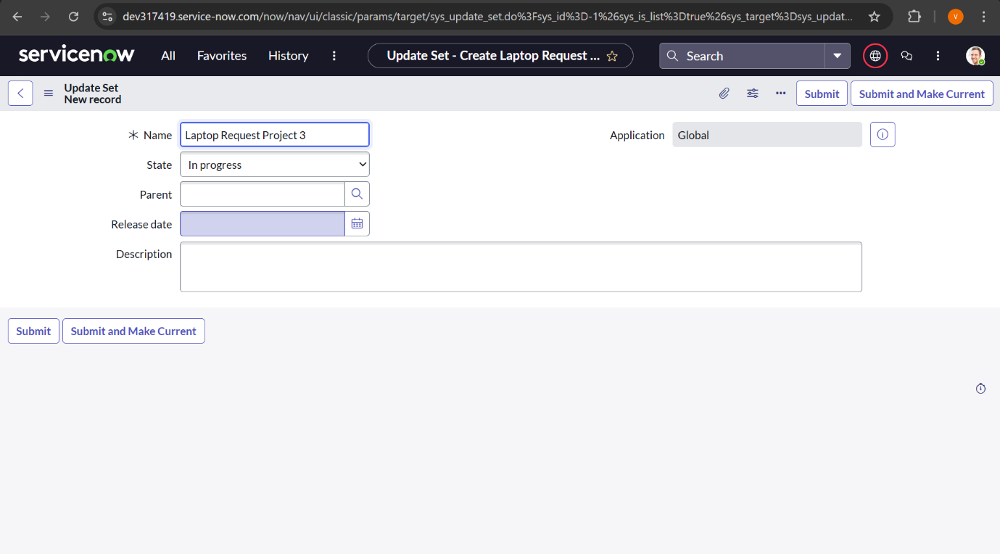 dev317419.service-now.com/now/nav/ui/classic/params/target/sys_update_set.do%3Fsys_id%3D-1%26sys_is_list%3Dtrue%26sys_target%3Dsys_updat...
V
servicenow All Favorites History Update Set - Create Laptop Request ... Search
Update Set
New record
Submit Submit and Make Current
Name Laptop Request Project 3 Application Global
State In progress
Parent
Release date
Description
Submit Submit and Make Current